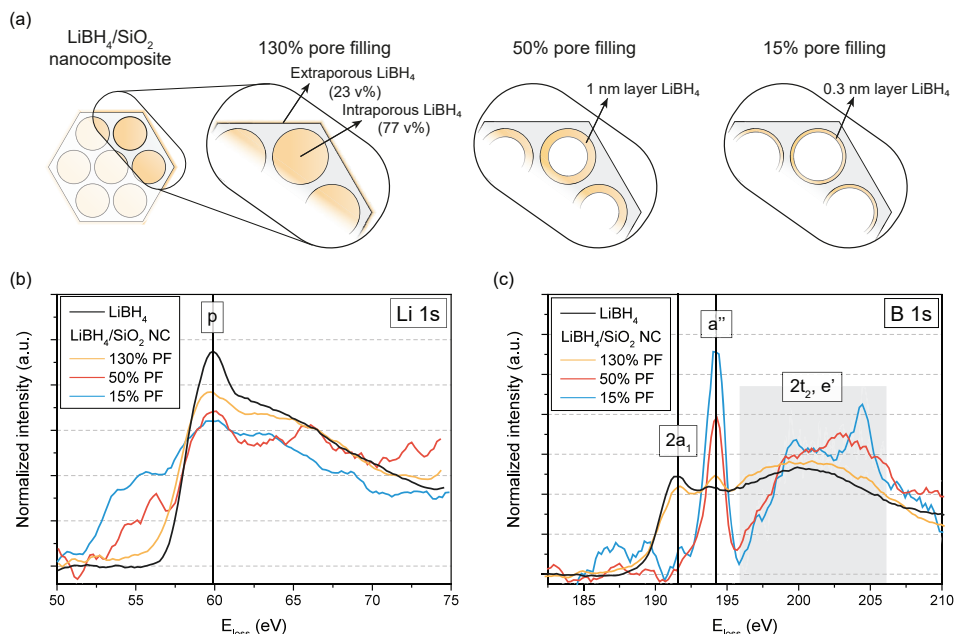 (a)
LiBH4/SiO2
nanocomposite
130% pore filling
Extraporous LiBH4
(23 v%)
Intraporous LiBH4
(77 v%)
50% pore filling
1 nm layer LiBH4
15% pore filling
0.3 nm layer LiBH4
(b)
Normalized intensity (a.u.)
LiBH4
LiBH4/SiO2 NC
130% PF
50% PF
15% PF
p
Li 1s
50 55 60 65 70 75
Eloss (eV)
(c)
Normalized intensity (a.u.)
LiBH4
LiBH4/SiO2 NC
130% PF
50% PF
15% PF
a''
B 1s
2a1
2t2, e'
185 190 195 200 205 210
Eloss (eV)